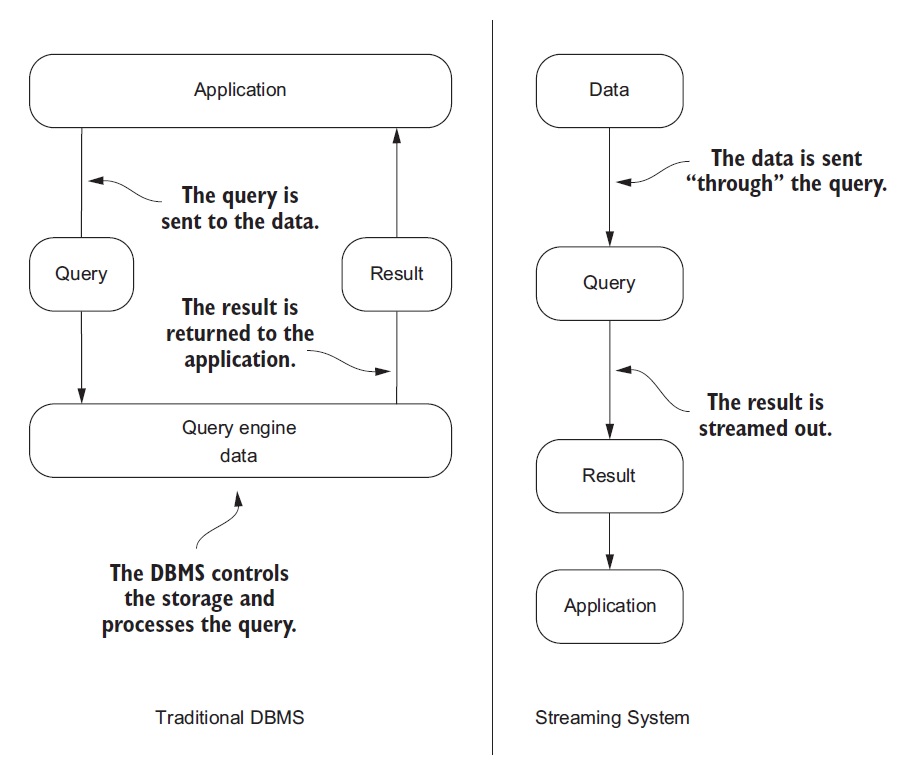 Application
The query is
sent to the data.
Query
Result
The result is
returned to the
application.
Query engine
data
The DBMS controls
the storage and
processes the query.
Traditional DBMS
Data
The data is sent
“through” the query.
Query
The result is
streamed out.
Result
Application
Streaming System